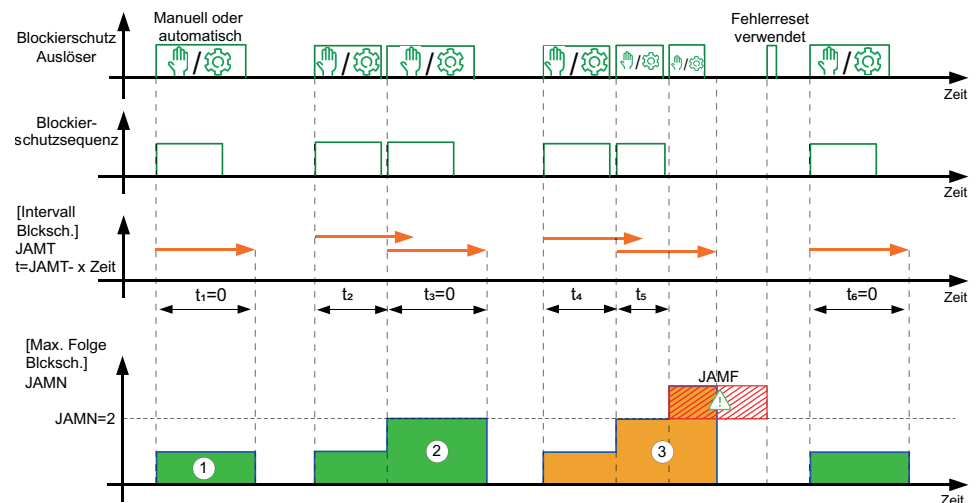 Manuell oder
automatisch
Fehlerreset
verwendet
Blockierschutz
Auslöser
/
/
/
/
/
/
/
Zeit
Blockier-
schutzsequenz
Zeit
[Intervall
Blcksch.]
JAMT
t=JAMT- x Zeit
Zeit
t₁=0
t₂
t₃=0
t₄
t₅
t₆=0
[Max. Folge
Blcksch.]
JAMN
JAMF
JAMN=2
1
2
3
Zeit